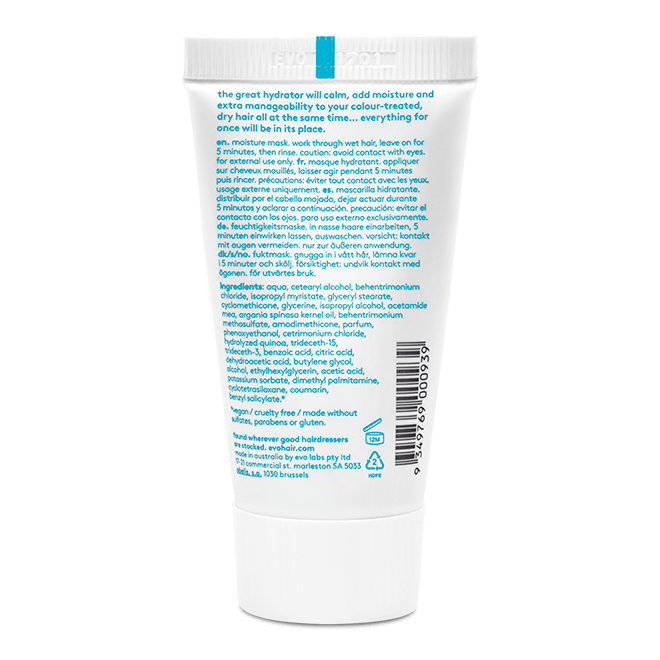 EVO 1201
the great hydrator will calm, add moisture and
extra manageability to your colour-treated,
dry hair all at the same time... everything for
once will be in its place.
en. moisture mask. work through wet hair, leave on for
5 minutes, then rinse. caution: avoid contact with eyes.
for external use only. fr. masque hydratant. appliquer
sur cheveux mouillés, laisser agir pendant 5 minutes
puis rincer. précautions: éviter tout contact avec les yeux.
usage externe uniquement. es. mascarilla hidratante.
distribuir por el cabello mojado, dejar actuar durante
5 minutos y aclarar a continuación. precaución: evitar el
contacto con los ojos. para uso externo exclusivamente.
de. feuchtigkeitsmaske. in nasse haare einarbeiten, 5
minuten einwirken lassen, auswaschen. vorsicht: kontakt
mit augen vermeiden. nur zur äußeren anwendung.
dk/s/no. fuktmask. gnugga in i vått hår, lämna kvar
i 5 minuter och skölj. försiktighet: undvik kontakt med
ögonen. för utvärtes bruk.
ingredients: aqua, cetearyl alcohol, behentrimonium
chloride, isopropyl myristate, glyceryl stearate,
cyclomethicone, glycerine, isopropyl alcohol, acetamide
mea, argania spinosa kernel oil, behentrimonium
methosulfate, amodimethicone, parfum,
phenoxyethanol, cetrimonium chloride,
hydrolyzed quinoa, trideceth-15,
trideceth-3, benzoic acid, citric acid,
dehydroacetic acid, butylene glycol,
alcohol, ethylhexylglycerin, acetic acid,
potassium sorbate, dimethyl palmitamine,
cyclotetrasiloxane, coumarin,
benzyl salicylate.*
*vegan / cruelty free / made without
sulfates, parabens or gluten.
found wherever good hairdressers
are stocked. evohair.com
made in australia by evo labs pty ltd
17-21 commercial st. marleston SA 5033
obelis, s.a. 1030 brussels
12M
2
HDPE
9 349769 000939